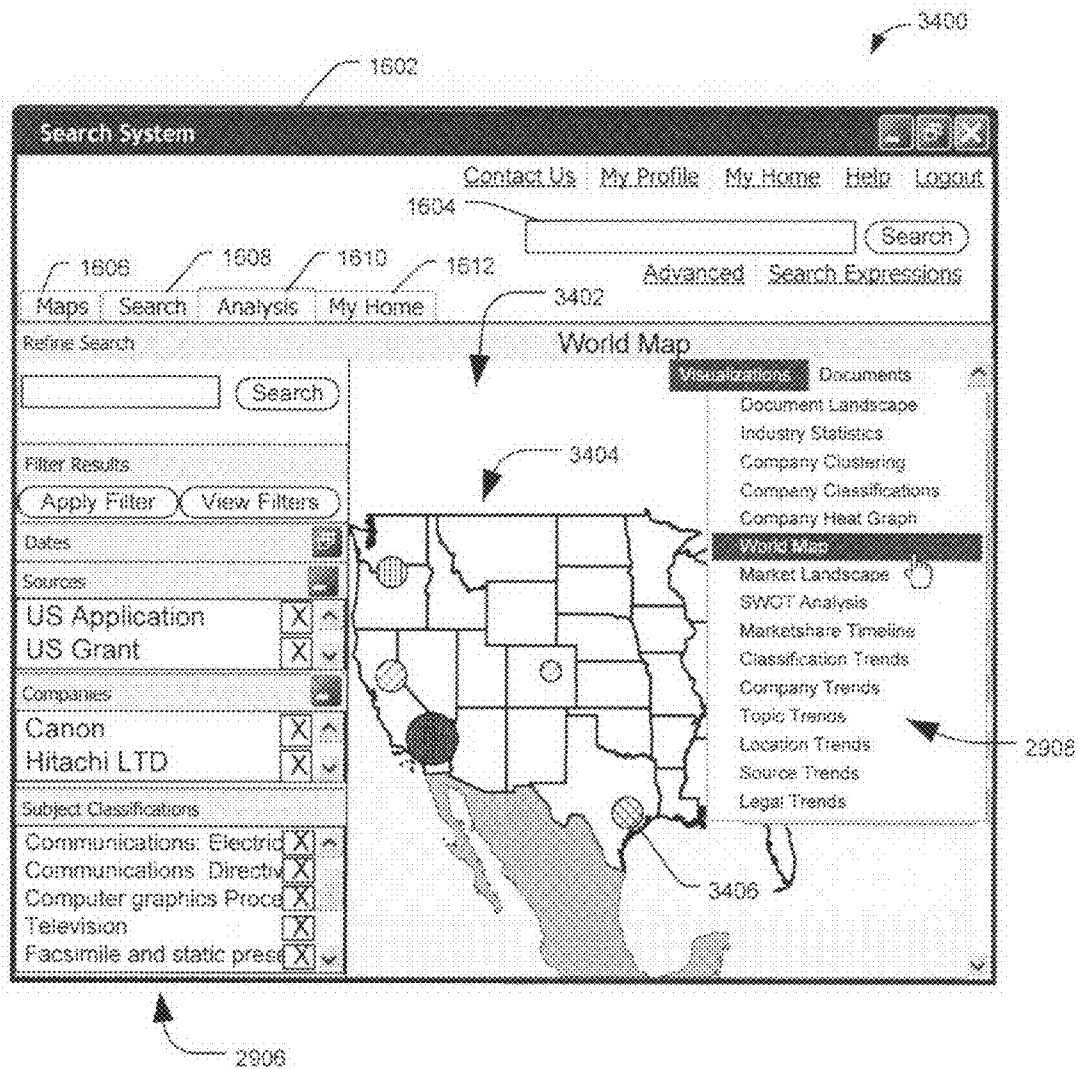 3400
1602
Search System
Contact Us My Profile My Home Help Logout
1604
Search
Advanced Search Expressions
1606 1608 1610 1612
Maps Search Analysis My Home
3402
Refine Search
World Map
Search
Visualizations Documents
Document Landscape
Industry Statistics
Company Clustering
Company Classifications
Company Heat Graph
World Map
Market Landscape
SWOT Analysis
Marketshare Timeline
Classification Trends
Company Trends
Topic Trends
Location Trends
Source Trends
Legal Trends
2908
3404
Filter Results
Apply Filter View Filters
Dates
Sources
US Application X
US Grant X
Companies
Canon X
Hitachi LTD X
Subject Classifications
Communications: Electric X
Communications: Directiv X
Computer graphics Proce X
Television X
Facsimile and static prese X
3406
2906